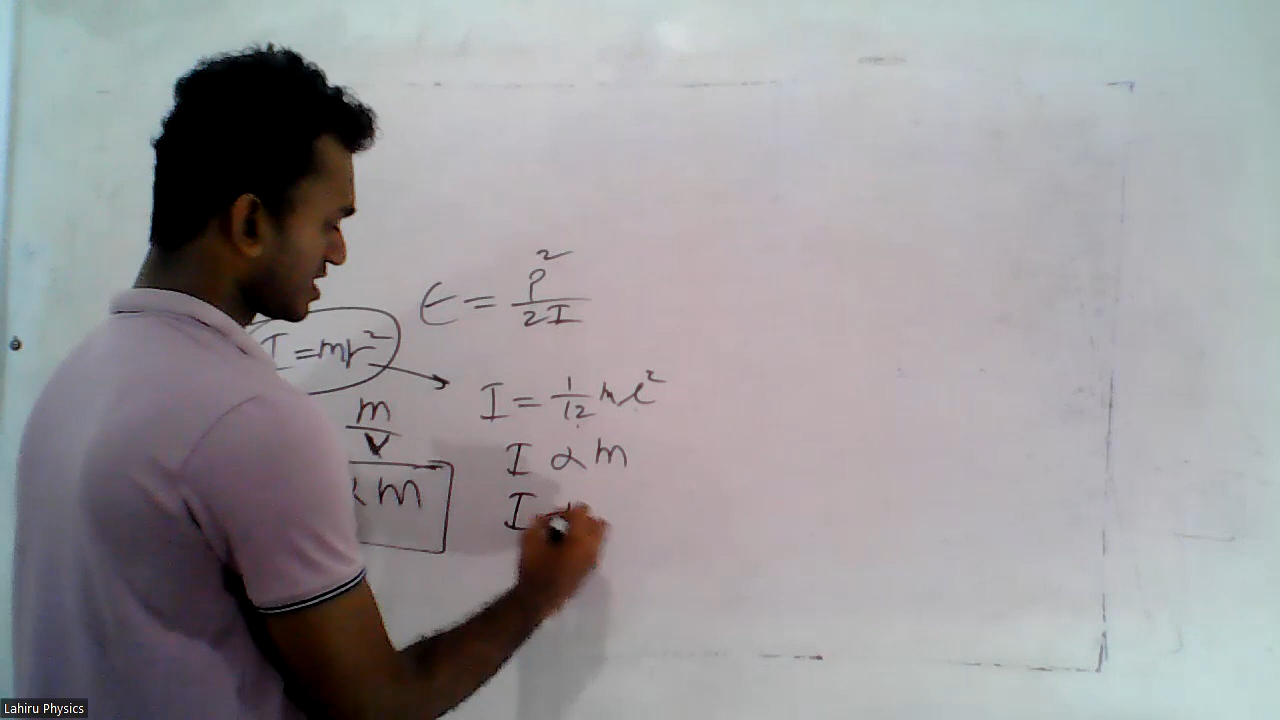 E = p²/2I
I = mr²
I = 1/12 ml²
m/v
I α m
α m
I α
Lahiru Physics